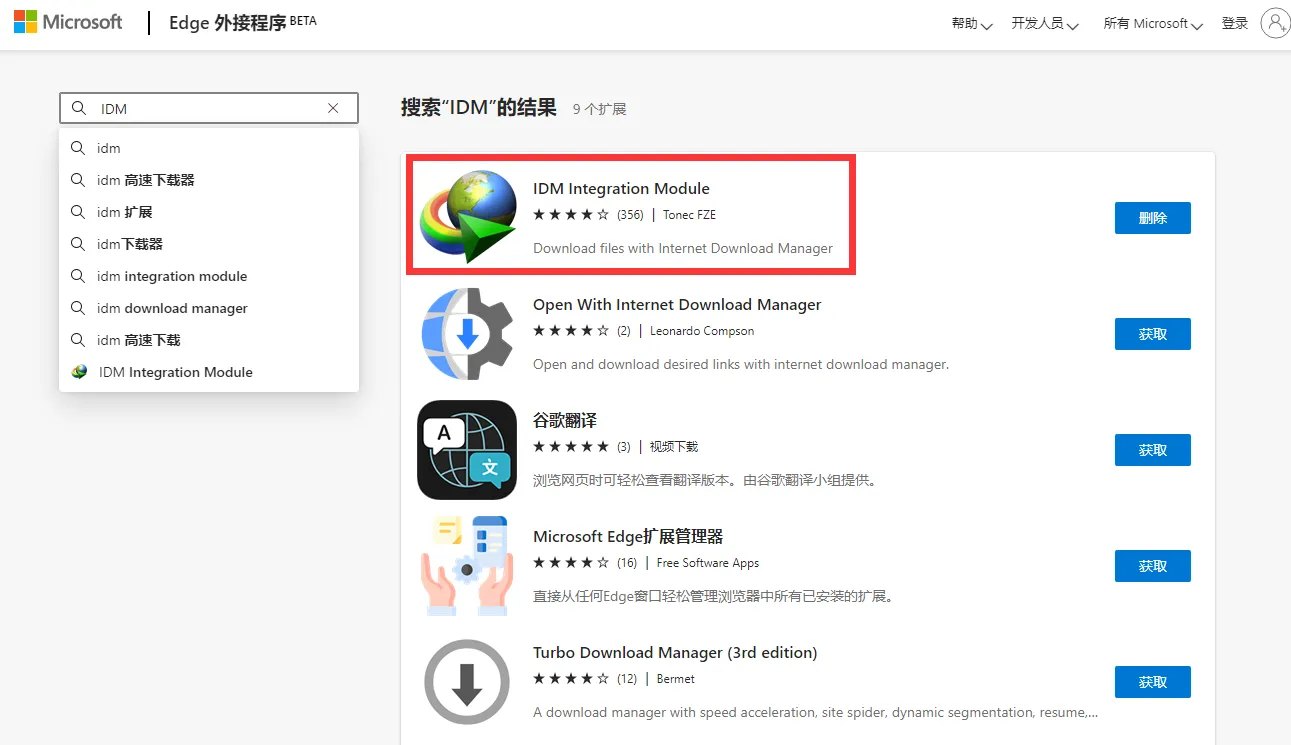 Microsoft
Edge 外接程序 BETA
帮助
开发人员
所有 Microsoft
登录
IDM
idm
idm 高速下载器
idm 扩展
idm下载器
idm integration module
idm download manager
idm 高速下载
IDM Integration Module
搜索“IDM”的结果 9 个扩展
IDM Integration Module
★★★★☆ (356) | Tonec FZE
Download files with Internet Download Manager
删除
Open With Internet Download Manager
★★★★☆ (2) | Leonardo Compson
Open and download desired links with internet download manager.
获取
A
文
谷歌翻译
★★★★★ (3) | 视频下载
浏览网页时可轻松查看翻译版本。由谷歌翻译小组提供。
获取
Microsoft Edge扩展管理器
★★★★☆ (16) | Free Software Apps
直接从任何Edge窗口轻松管理浏览器中所有已安装的扩展。
获取
Turbo Download Manager (3rd edition)
★★★★☆ (12) | Bermet
A download manager with speed acceleration, site spider, dynamic segmentation, resume,...
获取